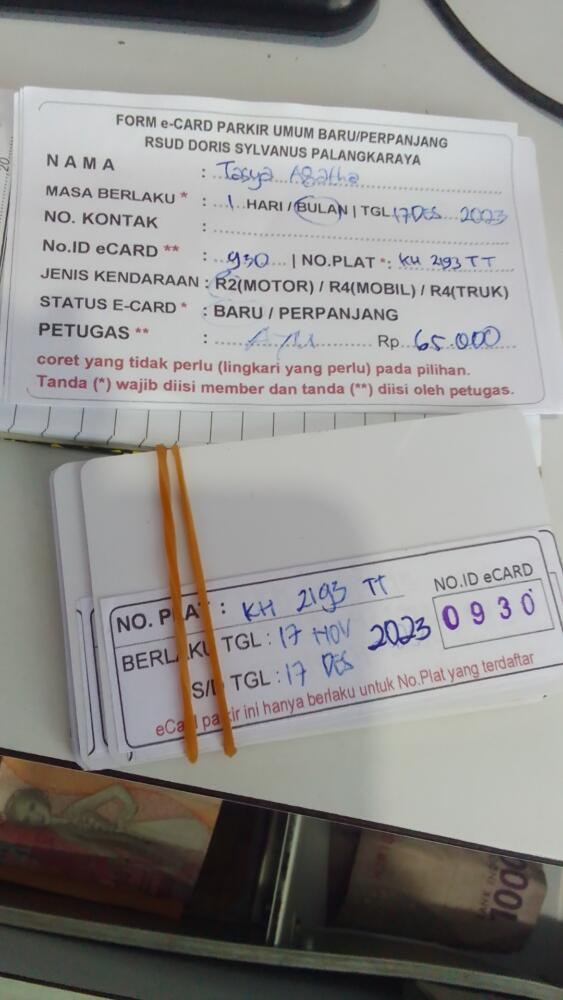 FORM e-CARD PARKIR UMUM BARU/PERPANJANG
RSUD DORIS SYLVANUS PALANGKARAYA
NAMA : Tasya Agatha
MASA BERLAKU * : 1 HARI / BULAN | TGL 17 DES 2023
NO. KONTAK :
No.ID eCARD ** : 930 | NO.PLAT *: KH 2193 TT
JENIS KENDARAAN : R2(MOTOR) / R4(MOBIL) / R4(TRUK)
STATUS E-CARD * : BARU / PERPANJANG
PETUGAS ** : Rp 65.000
coret yang tidak perlu (lingkari yang perlu) pada pilihan.
Tanda (*) wajib diisi member dan tanda (**) diisi oleh petugas.
NO. PLAT : KH 2193 TT
NO.ID eCARD
0930
BERLAKU TGL : 17 NOV 2023
S/D TGL : 17 DES
eCard parkir ini hanya berlaku untuk No.Plat yang terdaftar
1000
20